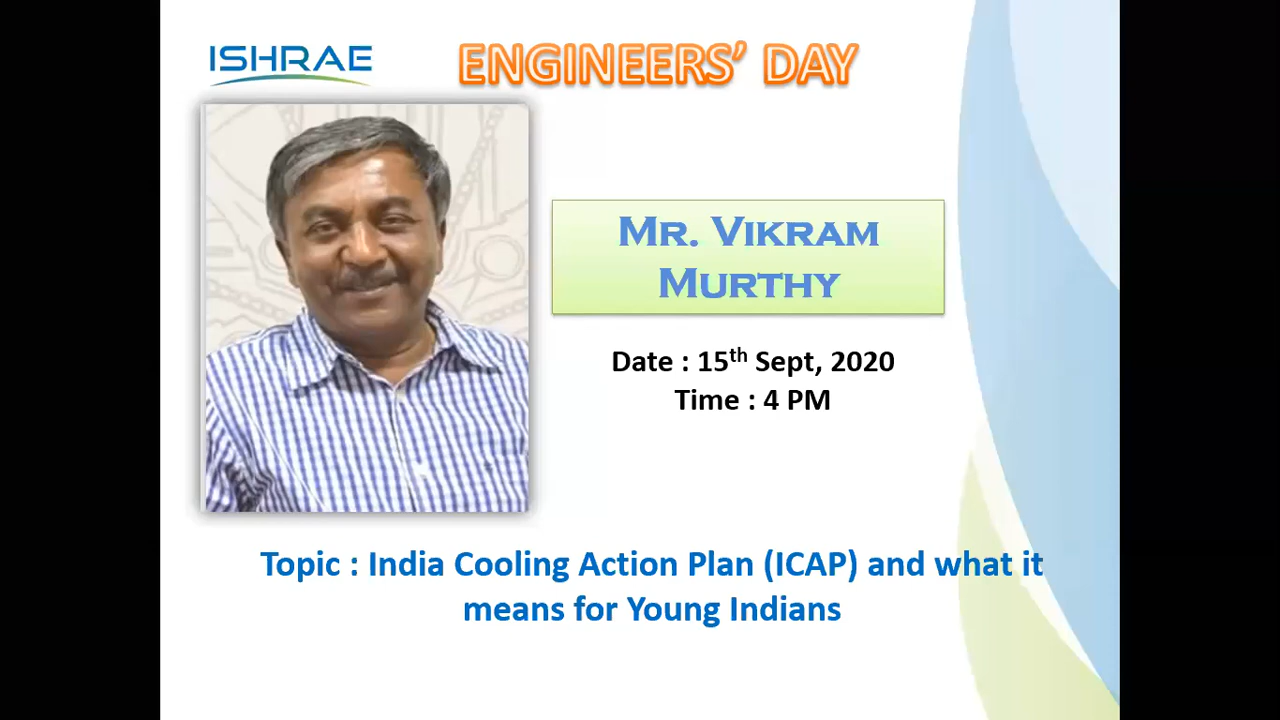 ISHRAE
ENGINEERS’ DAY
MR. VIKRAM
MURTHY
Date : 15th Sept, 2020
Time : 4 PM
Topic : India Cooling Action Plan (ICAP) and what it
means for Young Indians